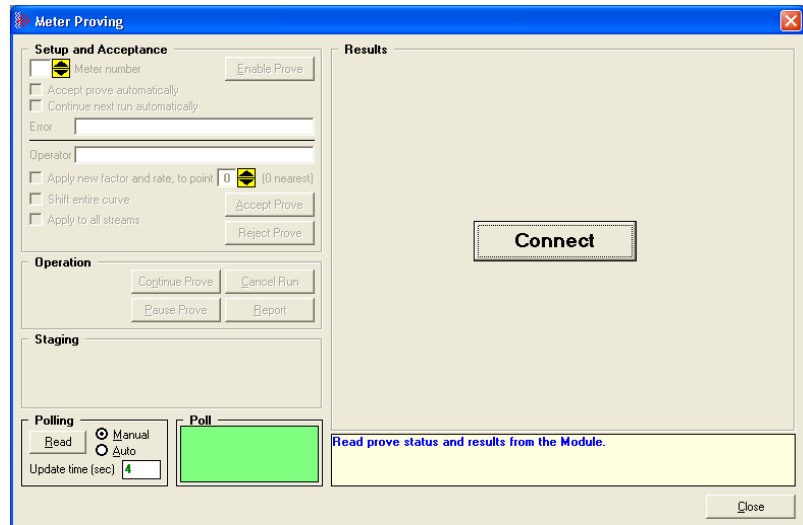 Meter Proving
Setup and Acceptance
Meter number
Enable Prove
Accept prove automatically
Continue next run automatically
Error
Operator
Apply new factor and rate, to point 0 (0 nearest)
Shift entire curve
Accept Prove
Apply to all streams
Reject Prove
Operation
Continue Prove
Cancel Run
Pause Prove
Report
Staging
Polling
Read
Manual
Auto
Update time (sec) 4
Poll
Results
Connect
Read prove status and results from the Module.
Close